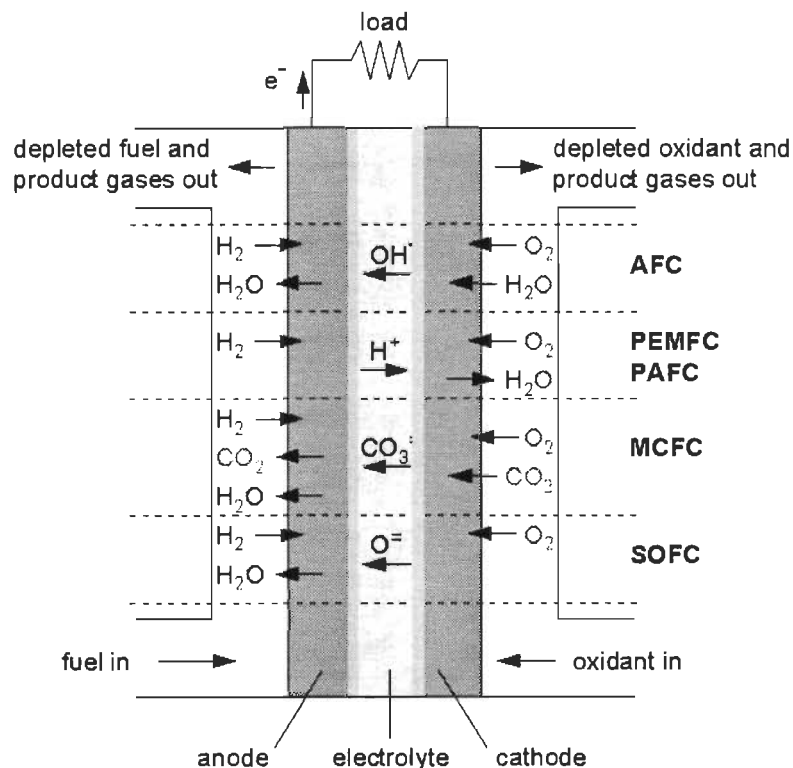 load
e⁻
depleted fuel and
product gases out
depleted oxidant and
product gases out
H₂
OH⁻
O₂
AFC
H₂O
H₂O
H₂
H⁺
O₂
PEMFC
PAFC
H₂O
H₂
CO₂
CO₃⁼
O₂
MCFC
CO₂
H₂O
H₂
O⁼
O₂
SOFC
H₂O
fuel in
oxidant in
anode
electrolyte
cathode